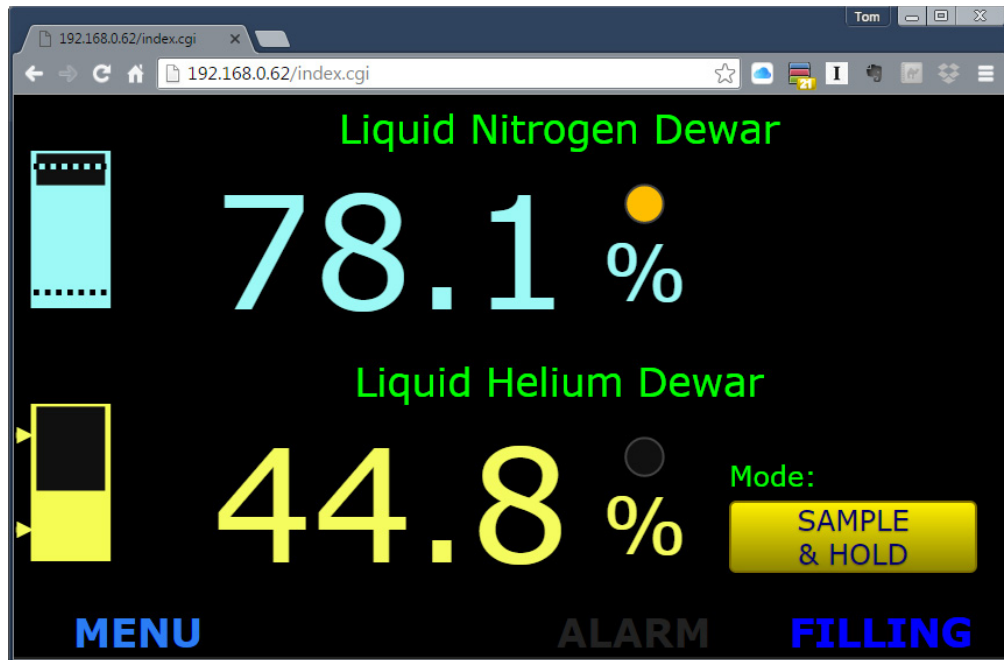 Tom
192.168.0.62/index.cgi
192.168.0.62/index.cgi
21
I
Liquid Nitrogen Dewar
78.1 %
Liquid Helium Dewar
44.8 %
Mode:
SAMPLE
& HOLD
MENU ALARM FILLING